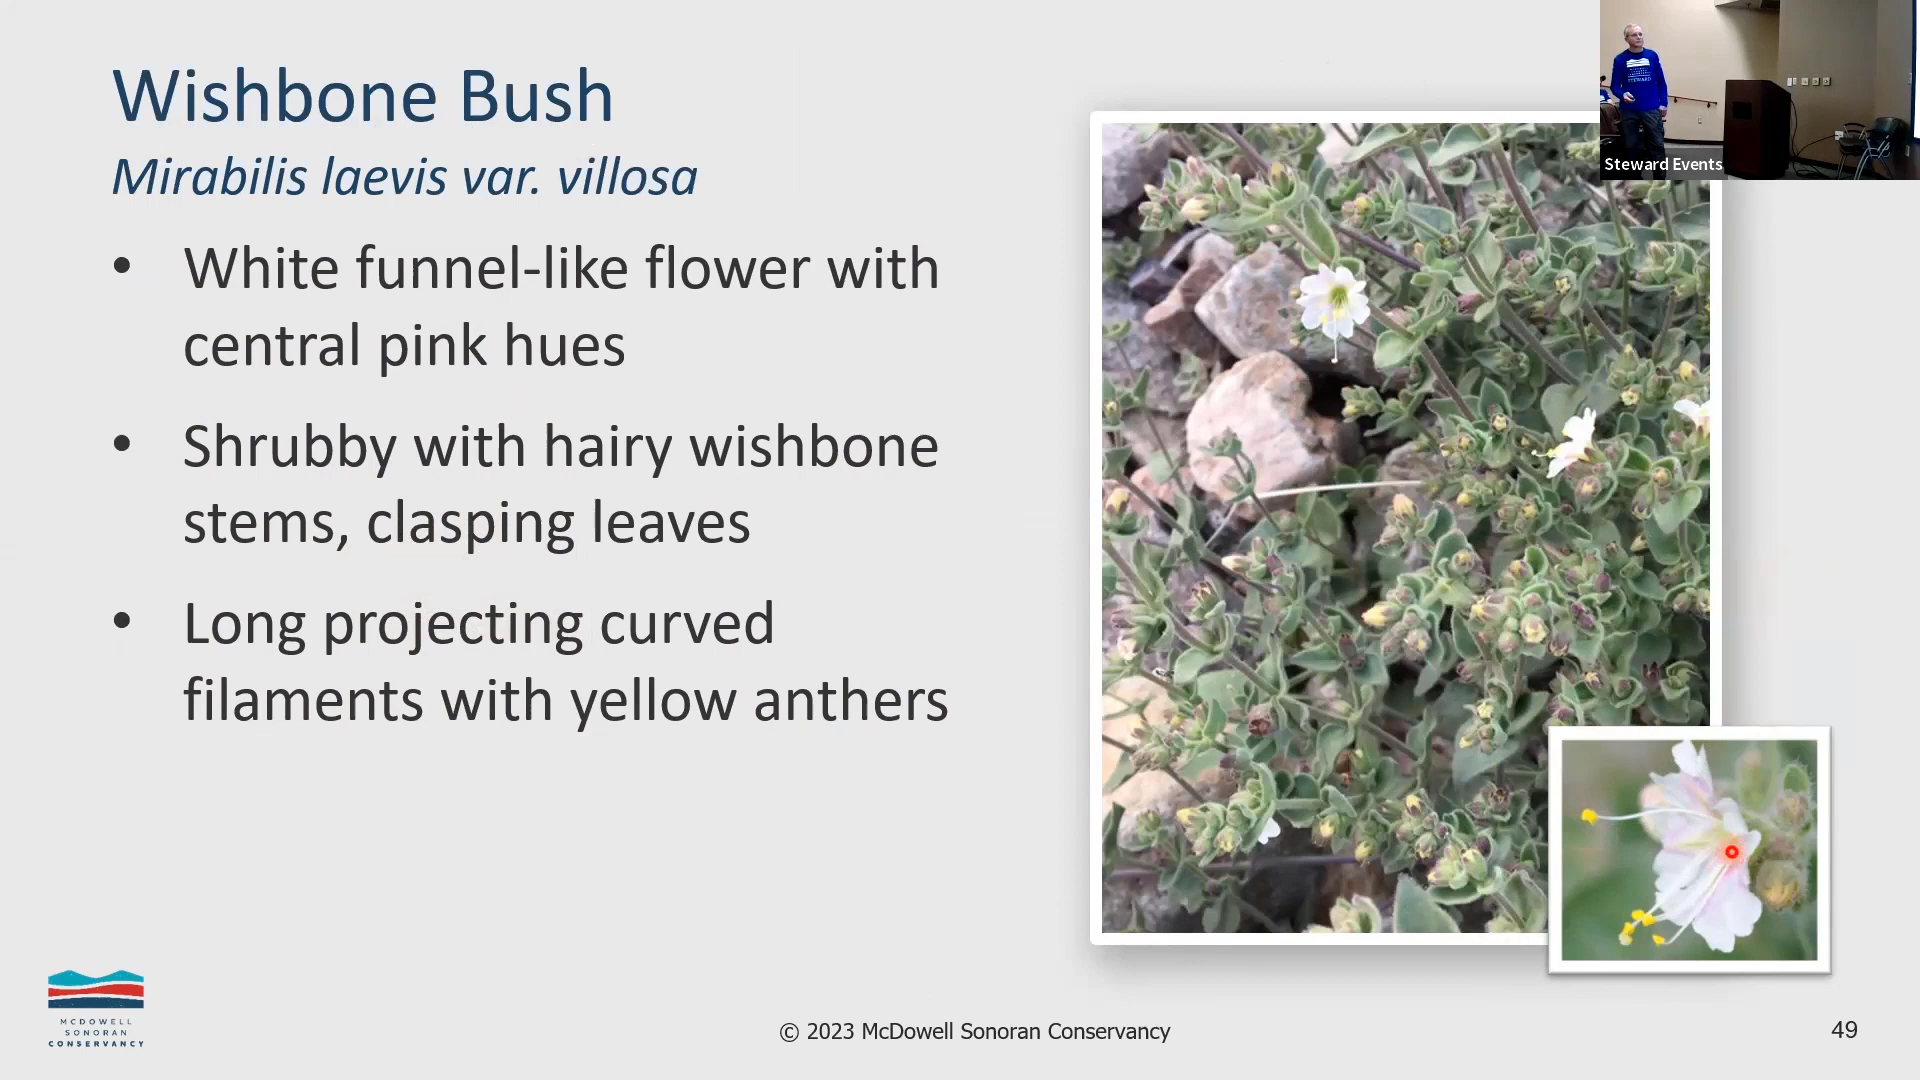 Wishbone Bush
Mirabilis laevis var. villosa
• White funnel-like flower with
central pink hues
• Shrubby with hairy wishbone
stems, clasping leaves
• Long projecting curved
filaments with yellow anthers
STEWARD
Steward Events
MCDOWELL
SONORAN
CONSERVANCY
© 2023 McDowell Sonoran Conservancy
49